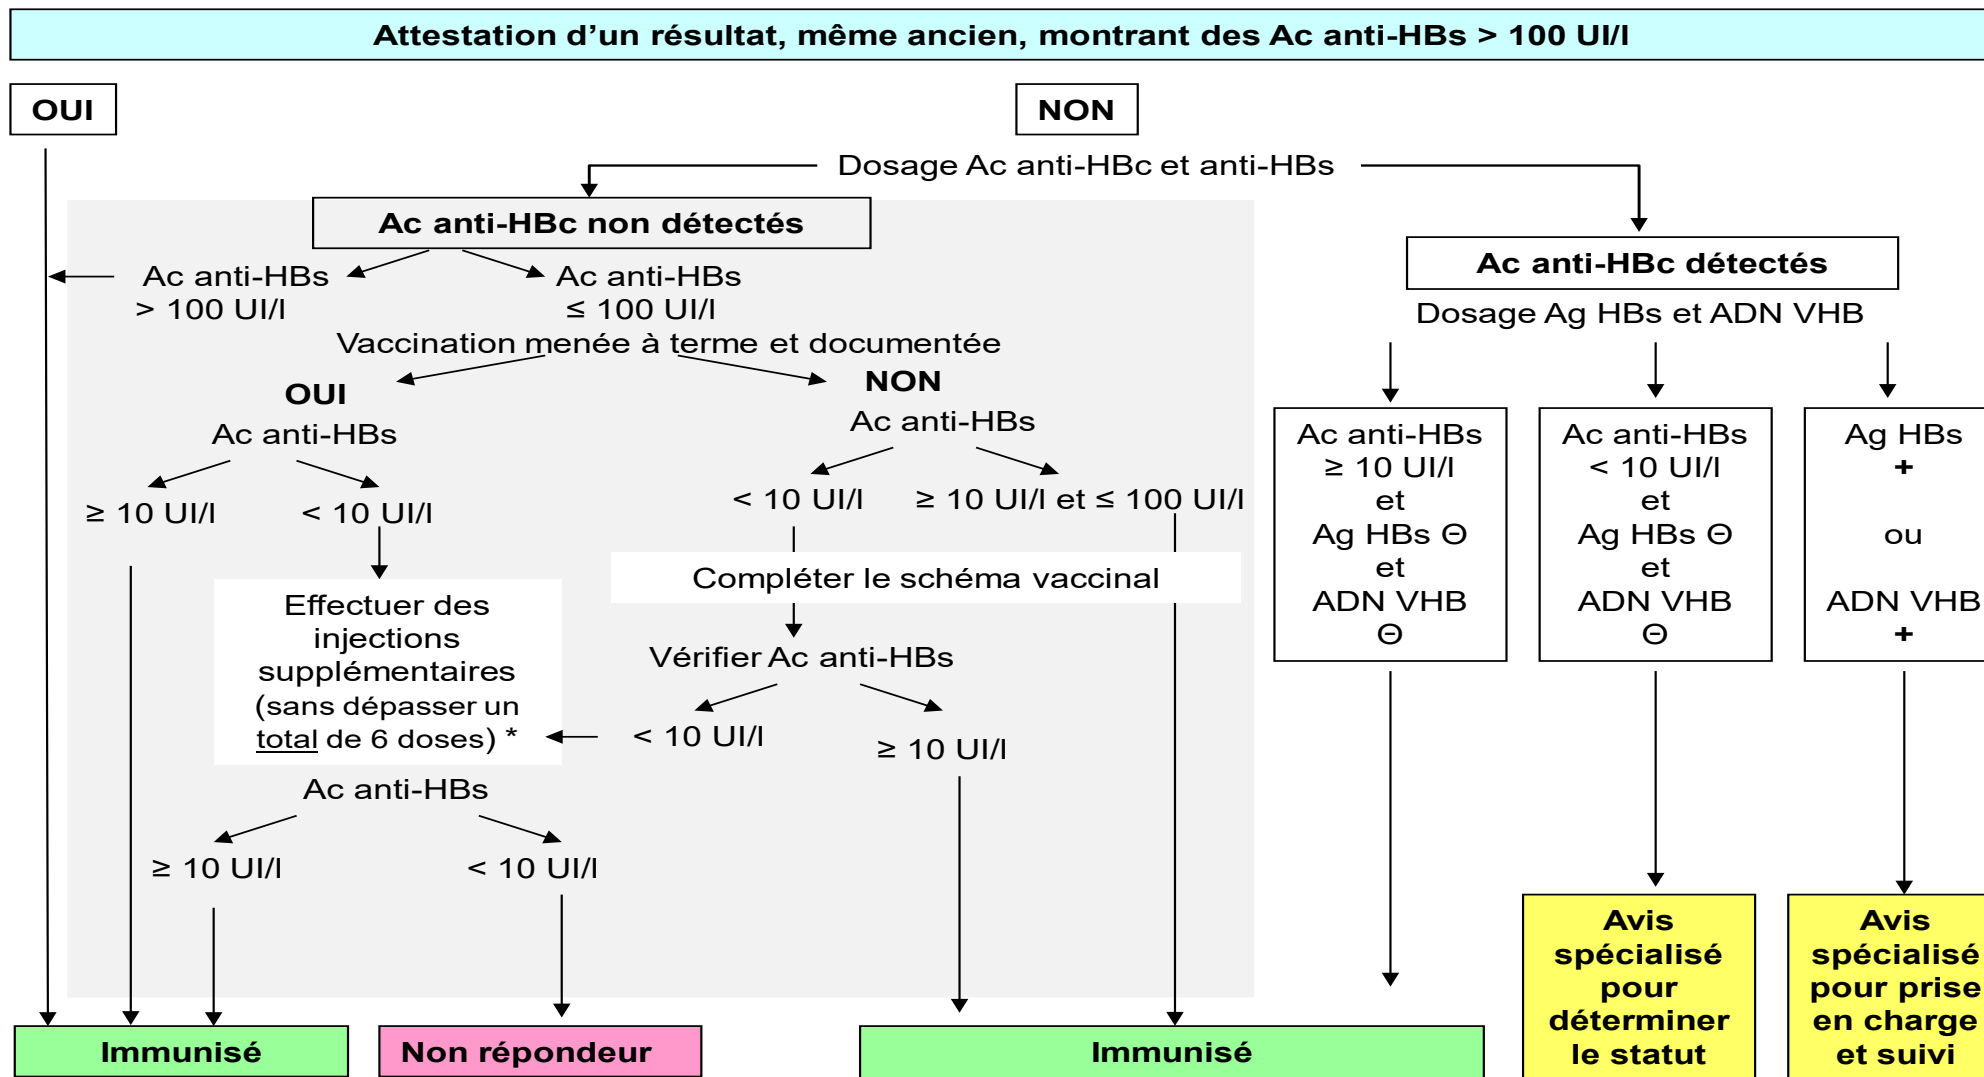 Attestation d’un résultat, même ancien, montrant des Ac anti-HBs > 100 UI/l
OUI
NON
Dosage Ac anti-HBc et anti-HBs
Ac anti-HBc non détectés
Ac anti-HBs
> 100 UI/l
Ac anti-HBs
≤ 100 UI/l
Vaccination menée à terme et documentée
OUI
Ac anti-HBs
≥ 10 UI/l
< 10 UI/l
Effectuer des
injections
supplémentaires
(sans dépasser un
total de 6 doses) *
Ac anti-HBs
≥ 10 UI/l
< 10 UI/l
NON
Ac anti-HBs
< 10 UI/l
≥ 10 UI/l et ≤ 100 UI/l
Compléter le schéma vaccinal
Vérifier Ac anti-HBs
< 10 UI/l
≥ 10 UI/l
Ac anti-HBc détectés
Dosage Ag HBs et ADN VHB
Ac anti-HBs
≥ 10 UI/l
et
Ag HBs Θ
et
ADN VHB
Θ
Ac anti-HBs
< 10 UI/l
et
Ag HBs Θ
et
ADN VHB
Θ
Ag HBs
+
ou
ADN VHB
+
Immunisé
Non répondeur
Immunisé
Avis
spécialisé
pour
déterminer
le statut
Avis
spécialisé
pour prise
en charge
et suivi